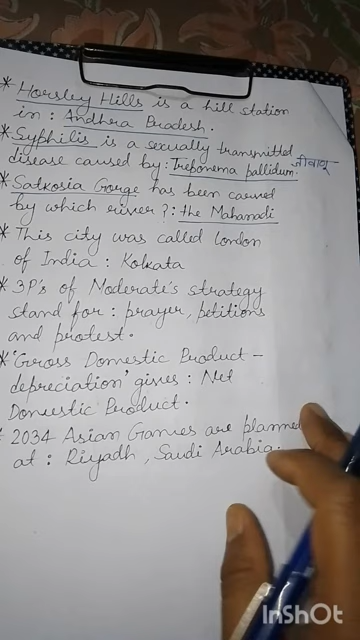 * Horsley Hills is a hill station
in : Andhra Pradesh.
* Syphilis is a sexually transmitted
disease caused by : Treponema pallidum. जीवाणु
* Satkosia Gorge has been carved
by which river ? : the Mahanadi
* This city was called London
of India : Kolkata
* 3P's of Moderate's strategy
stand for : prayer, petitions
and protest.
* 'Gross Domestic Product –
depreciation' gives : Net
Domestic Product.
* 2034 Asian Games are planned
at : Riyadh, Saudi Arabia.
InShOt